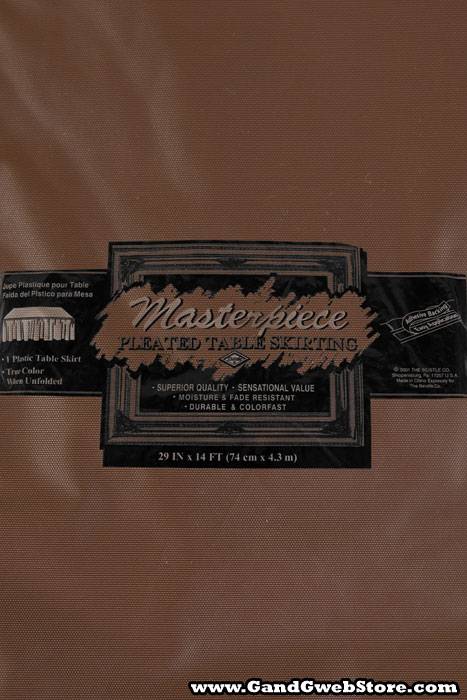 Jupe Plastique pour Table
Falda del Plstico para Mesa
• 1 Plastic Table Skirt
• True Color
When Unfolded
Masterpiece
PLEATED TABLE SKIRTING
• SUPERIOR QUALITY • SENSATIONAL VALUE
• MOISTURE & FADE RESISTANT
• DURABLE & COLORFAST
29 IN x 14 FT (74 cm x 4.3 m)
Adhesive Backing
© 2001 THE BEISTLE CO.
Shippensburg, Pa. 17257 U.S.A.
Made in China Expressly for
The Beistle Co.
www.GandGwebStore.com